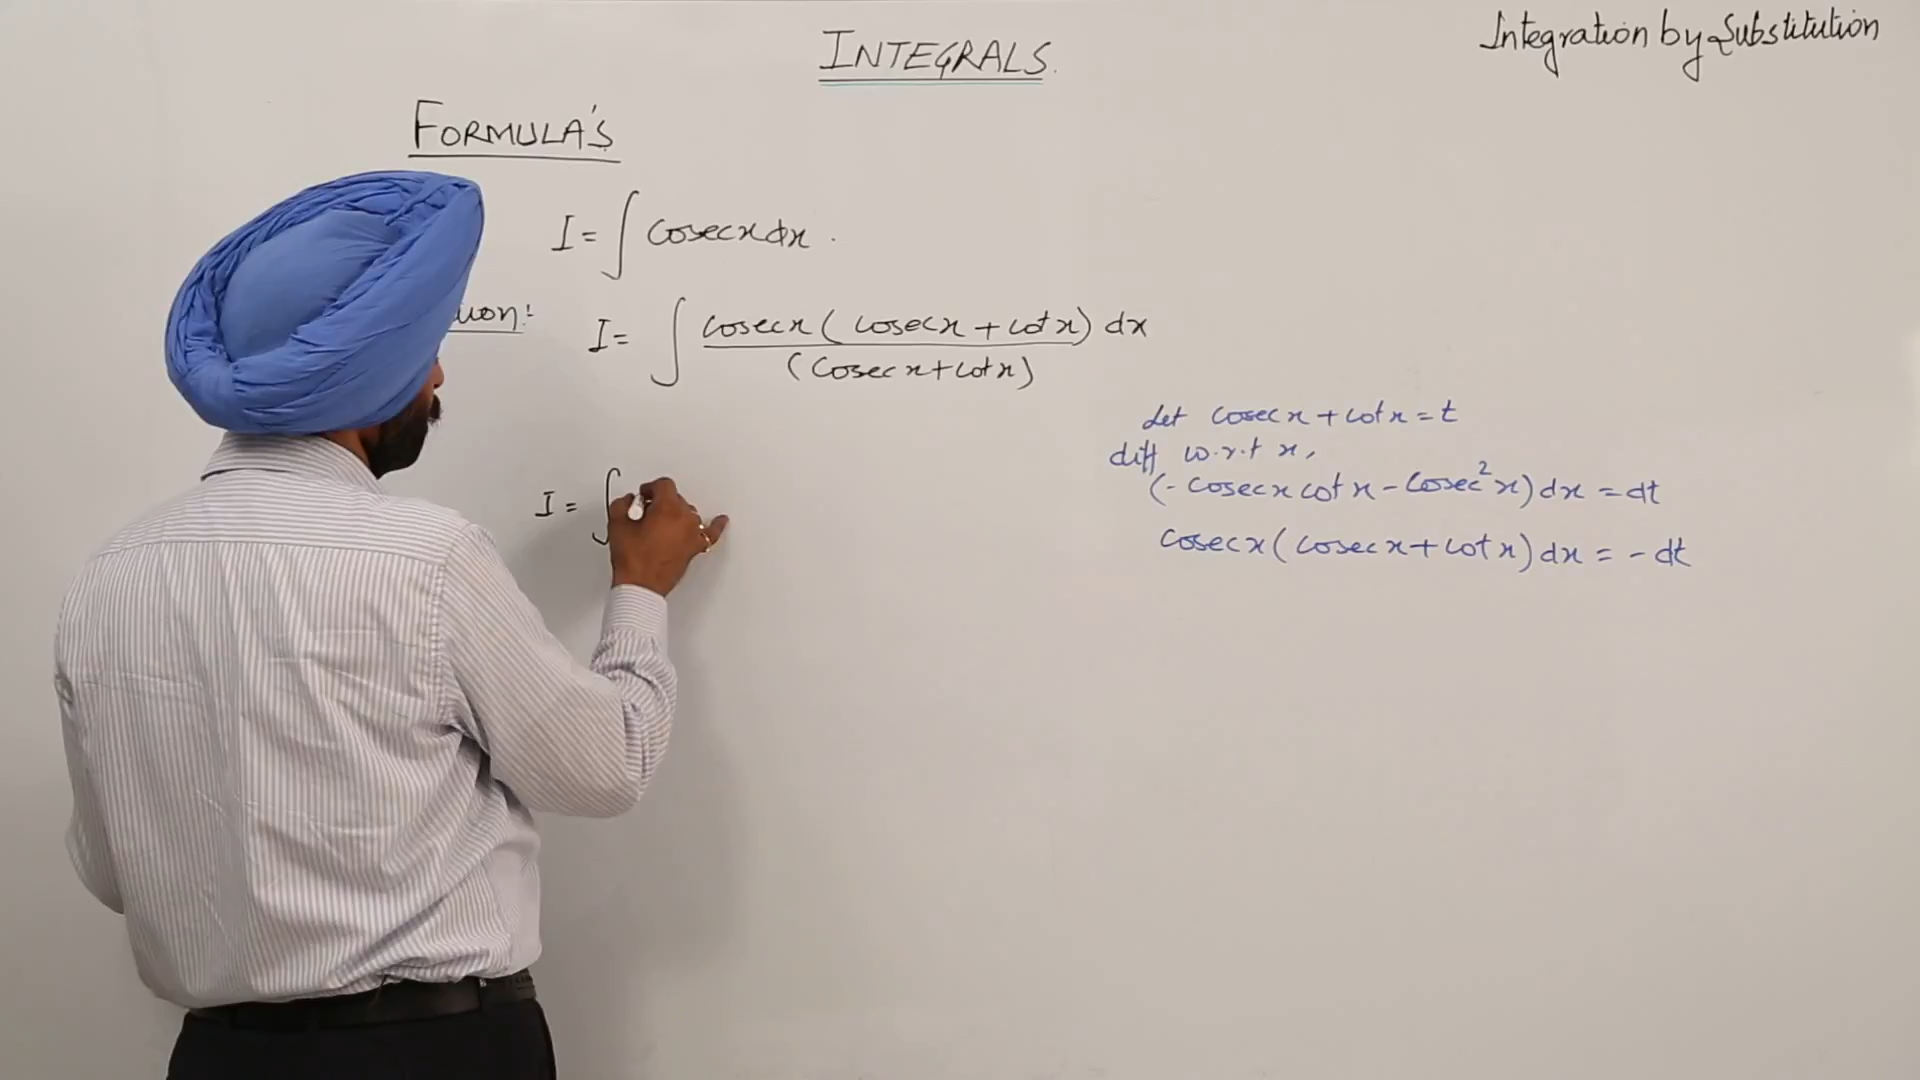 INTEGRALS.
Integration by Substitution
FORMULA'S
I = ∫ cosecx dx .
I = ∫ cosecx ( cosecx + cotx ) dx
( cosecx + cotx )
Let cosecx + cotx = t
diff w.r.t x,
(- cosecx cotx - cosec²x) dx = dt
cosecx ( cosecx + cotx ) dx = - dt
I = ∫